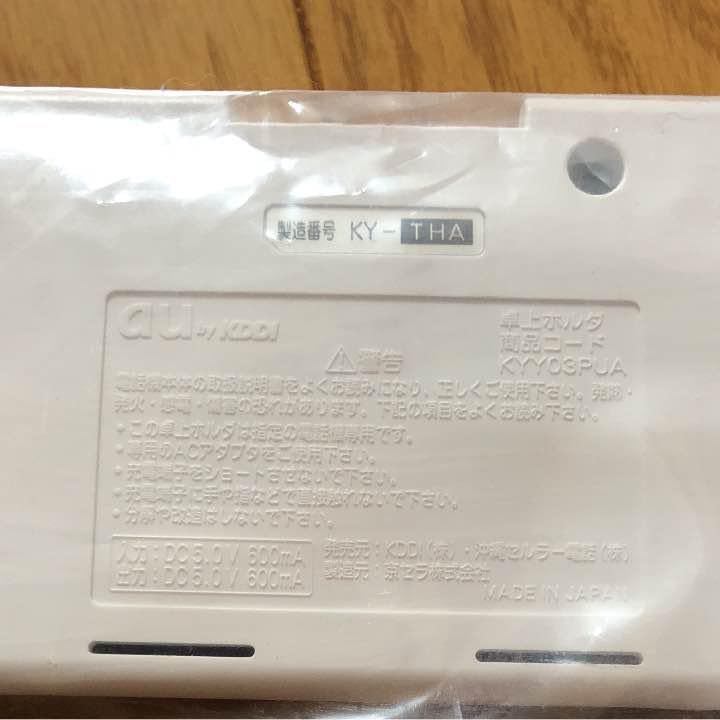 製造番号 KY- THA
au by KDDI
卓上ホルダ
商品コード
KYY03PJA
⚠警告
電話機本体の取扱説明書をよくお読みになり、正しくご使用下さい。発熱・
発火・感電・傷害の恐れがあります。下記の項目をよくお読み下さい。
・この卓上ホルダは指定の電話機専用です。
・専用のACアダプタをご使用下さい。
・充電端子をショートさせないで下さい。
・充電端子に手や指などで直接触れないで下さい。
・分解や改造はしないで下さい。
入力:DC5.0V 600mA
出力:DC5.0V 600mA
発売元:KDDI(株)・沖縄セルラー電話(株)
製造元:京セラ株式会社
MADE IN JAPAN